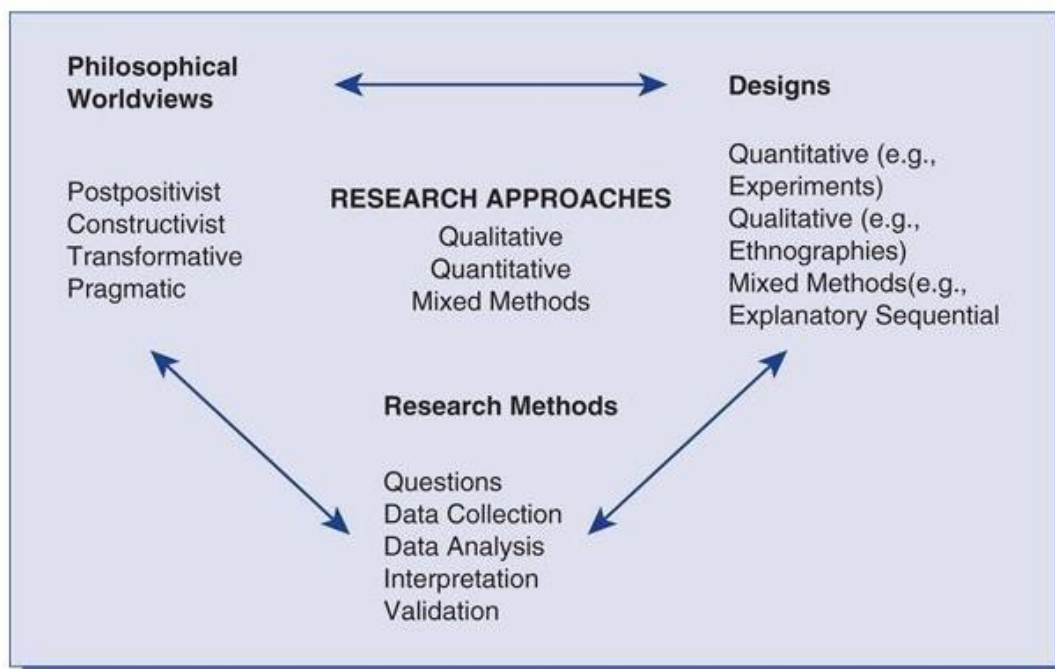 Philosophical
Worldviews
Postpositivist
Constructivist
Transformative
Pragmatic
RESEARCH APPROACHES
Qualitative
Quantitative
Mixed Methods
Designs
Quantitative (e.g.,
Experiments)
Qualitative (e.g.,
Ethnographies)
Mixed Methods(e.g.,
Explanatory Sequential
Research Methods
Questions
Data Collection
Data Analysis
Interpretation
Validation